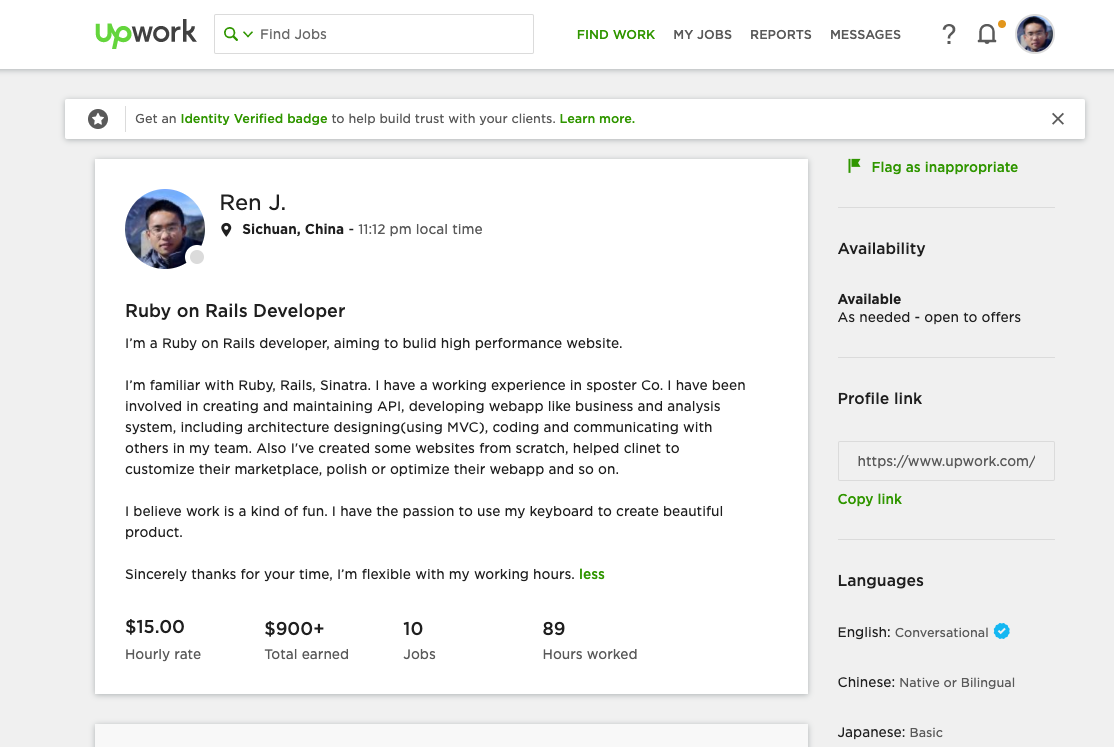 Upwork
Find Jobs
FIND WORK MY JOBS REPORTS MESSAGES
?
Get an Identity Verified badge to help build trust with your clients. Learn more.
Flag as inappropriate
Ren J.
Sichuan, China - 11:12 pm local time
Ruby on Rails Developer
I'm a Ruby on Rails developer, aiming to bulid high performance website.
I'm familiar with Ruby, Rails, Sinatra. I have a working experience in sposter Co. I have been
involved in creating and maintaining API, developing webapp like business and analysis
system, including architecture designing(using MVC), coding and communicating with
others in my team. Also I've created some websites from scratch, helped clinet to
customize their marketplace, polish or optimize their webapp and so on.
I believe work is a kind of fun. I have the passion to use my keyboard to create beautiful
product.
Sincerely thanks for your time, I'm flexible with my working hours. less
$15.00
Hourly rate
$900+
Total earned
10
Jobs
89
Hours worked
Availability
Available
As needed - open to offers
Profile link
https://www.upwork.com/
Copy link
Languages
English: Conversational
Chinese: Native or Bilingual
Japanese: Basic